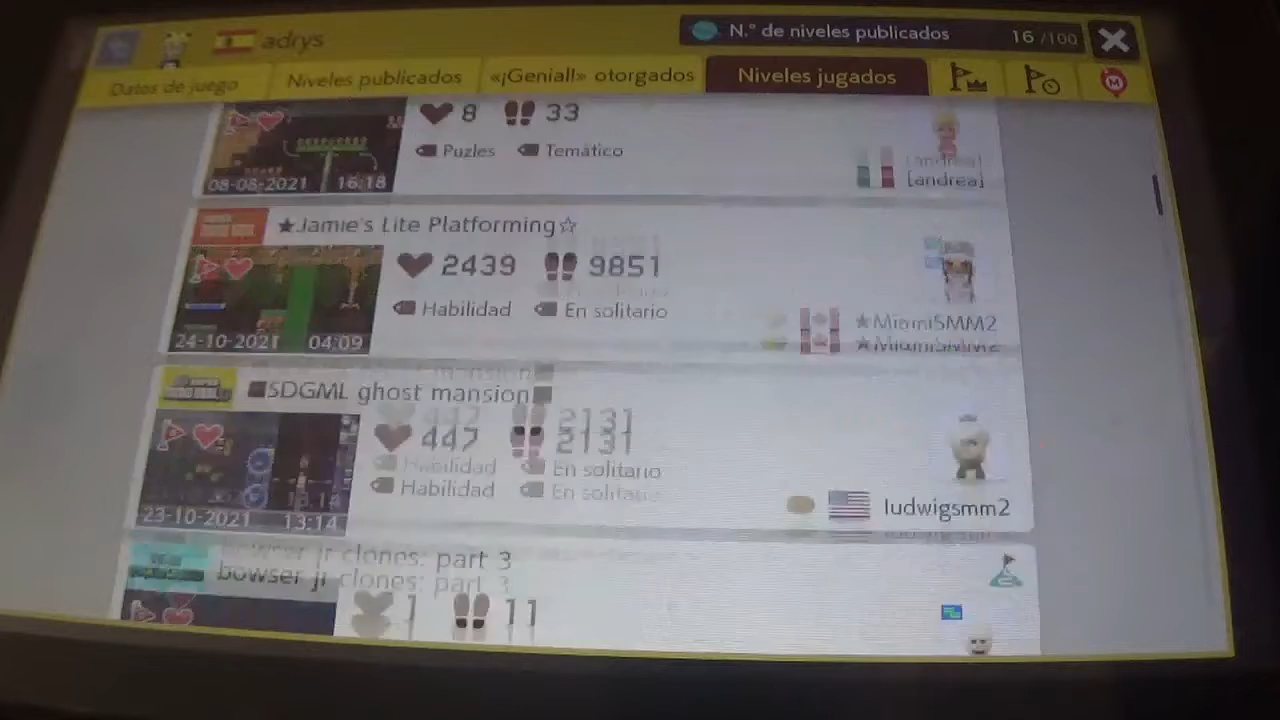 adrys
N.° de niveles publicados 16 /100
Datos de juego
Niveles publicados
«¡Genial!» otorgados
Niveles jugados
8 33
Puzles Temático
08-08-2021 16:18
[andrea]
★Jamie's Lite Platforming☆
2439 9851
Habilidad En solitario
24-10-2021 04:09
★MiamiSMM2
■SDGML ghost mansion■
447 2131
Habilidad En solitario
23-10-2021 13:14
ludwigsmm2
bowser jr clones: part 3
1 11